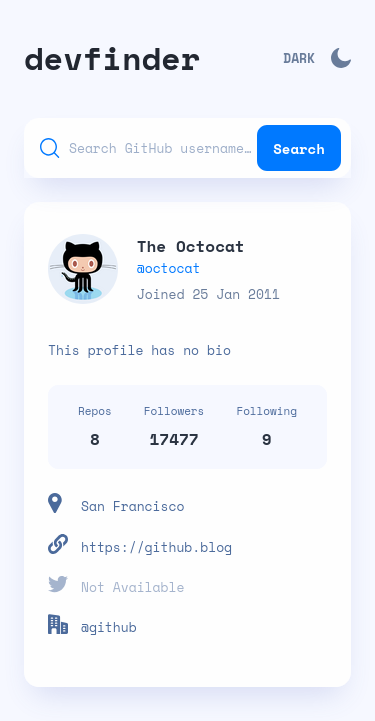 devfinder
DARK
Search GitHub username…
Search
The Octocat
@octocat
Joined 25 Jan 2011
This profile has no bio
Repos Followers Following
8 17477 9
San Francisco
https://github.blog
Not Available
@github